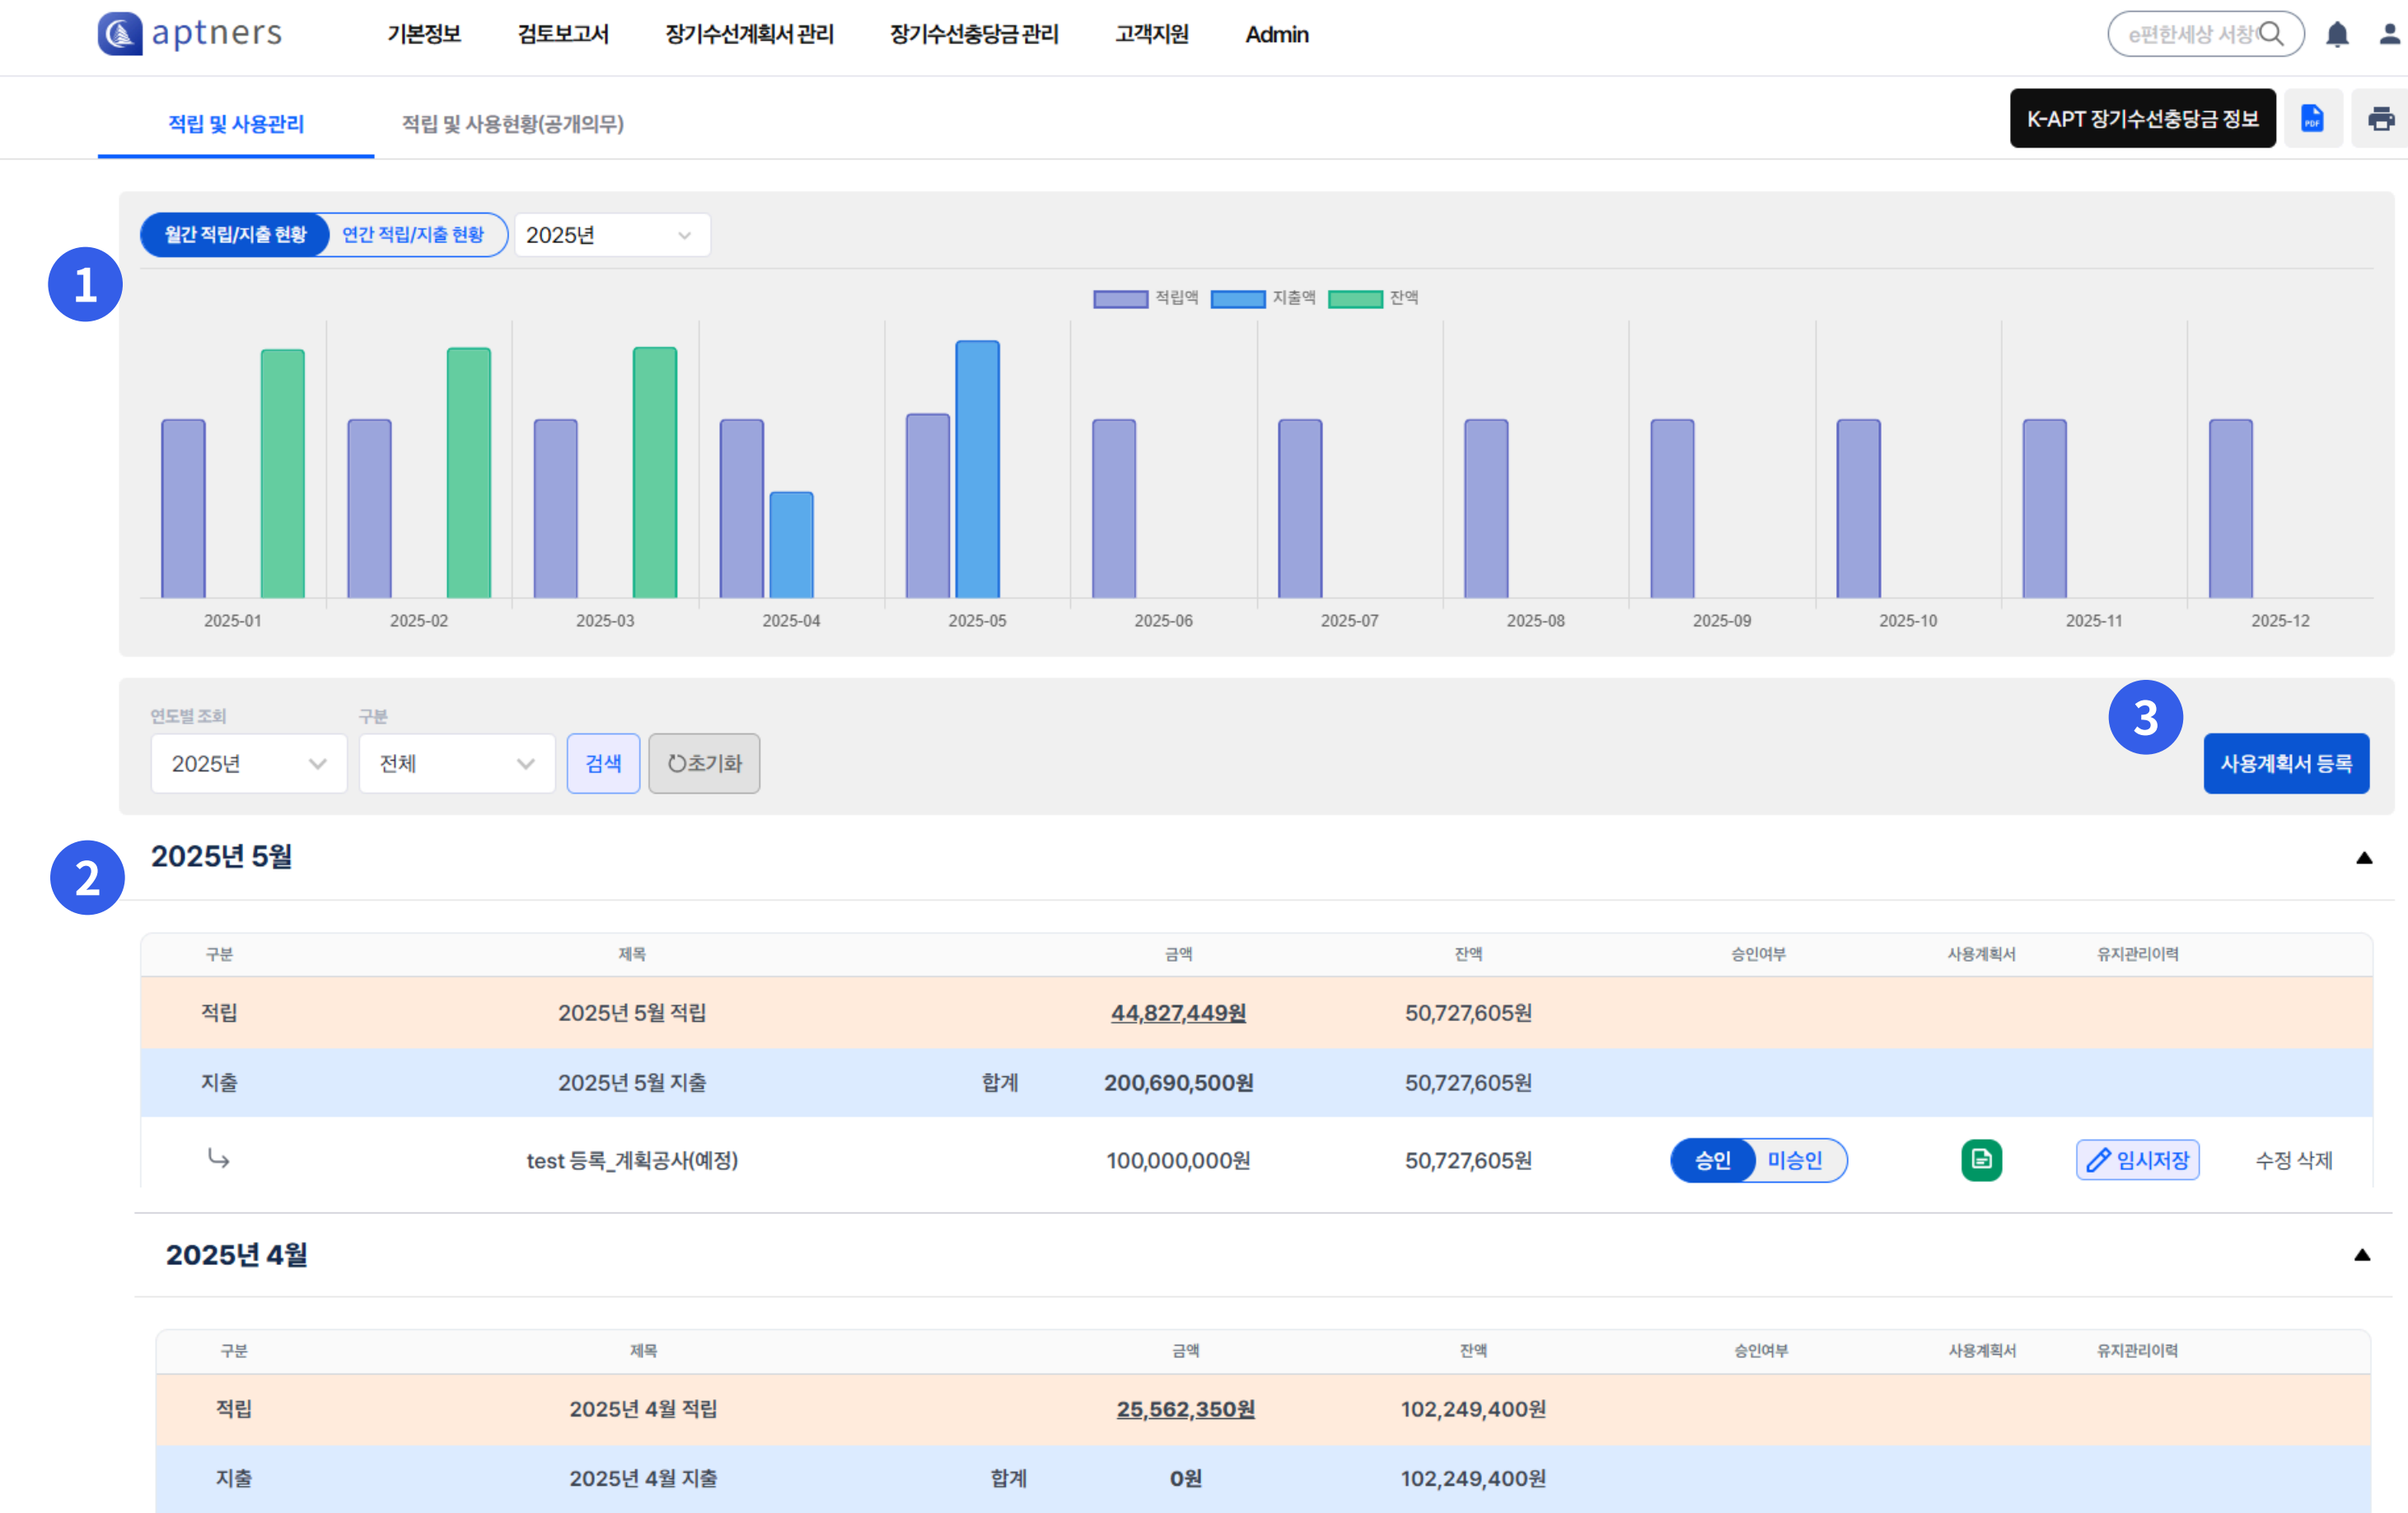 aptners
기본정보 검토보고서 장기수선계획서 관리 장기수선충당금 관리 고객지원 Admin
e편한세상 서창
적립 및 사용관리 적립 및 사용현황(공개의무)
K-APT 장기수선충당금 정보
PDF
월간 적립/지출 현황 연간 적립/지출 현황 2025년
1
적립액 지출액 잔액
2025-01 2025-02 2025-03 2025-04 2025-05 2025-06 2025-07 2025-08 2025-09 2025-10 2025-11 2025-12
연도별 조회 구분
3
2025년 전체 검색 초기화 사용계획서 등록
2025년 5월
2
구분 제목 금액 잔액 승인여부 사용계획서 유지관리이력
적립 2025년 5월 적립 44,827,449원 50,727,605원
지출 2025년 5월 지출 합계 200,690,500원 50,727,605원
test 등록_계획공사(예정) 100,000,000원 50,727,605원 승인 미승인 임시저장 수정 삭제
2025년 4월
구분 제목 금액 잔액 승인여부 사용계획서 유지관리이력
적립 2025년 4월 적립 25,562,350원 102,249,400원
지출 2025년 4월 지출 합계 0원 102,249,400원